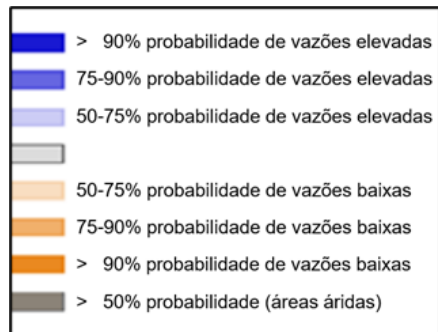 > 90% probabilidade de vazões elevadas
75-90% probabilidade de vazões elevadas
50-75% probabilidade de vazões elevadas
50-75% probabilidade de vazões baixas
75-90% probabilidade de vazões baixas
> 90% probabilidade de vazões baixas
> 50% probabilidade (áreas áridas)